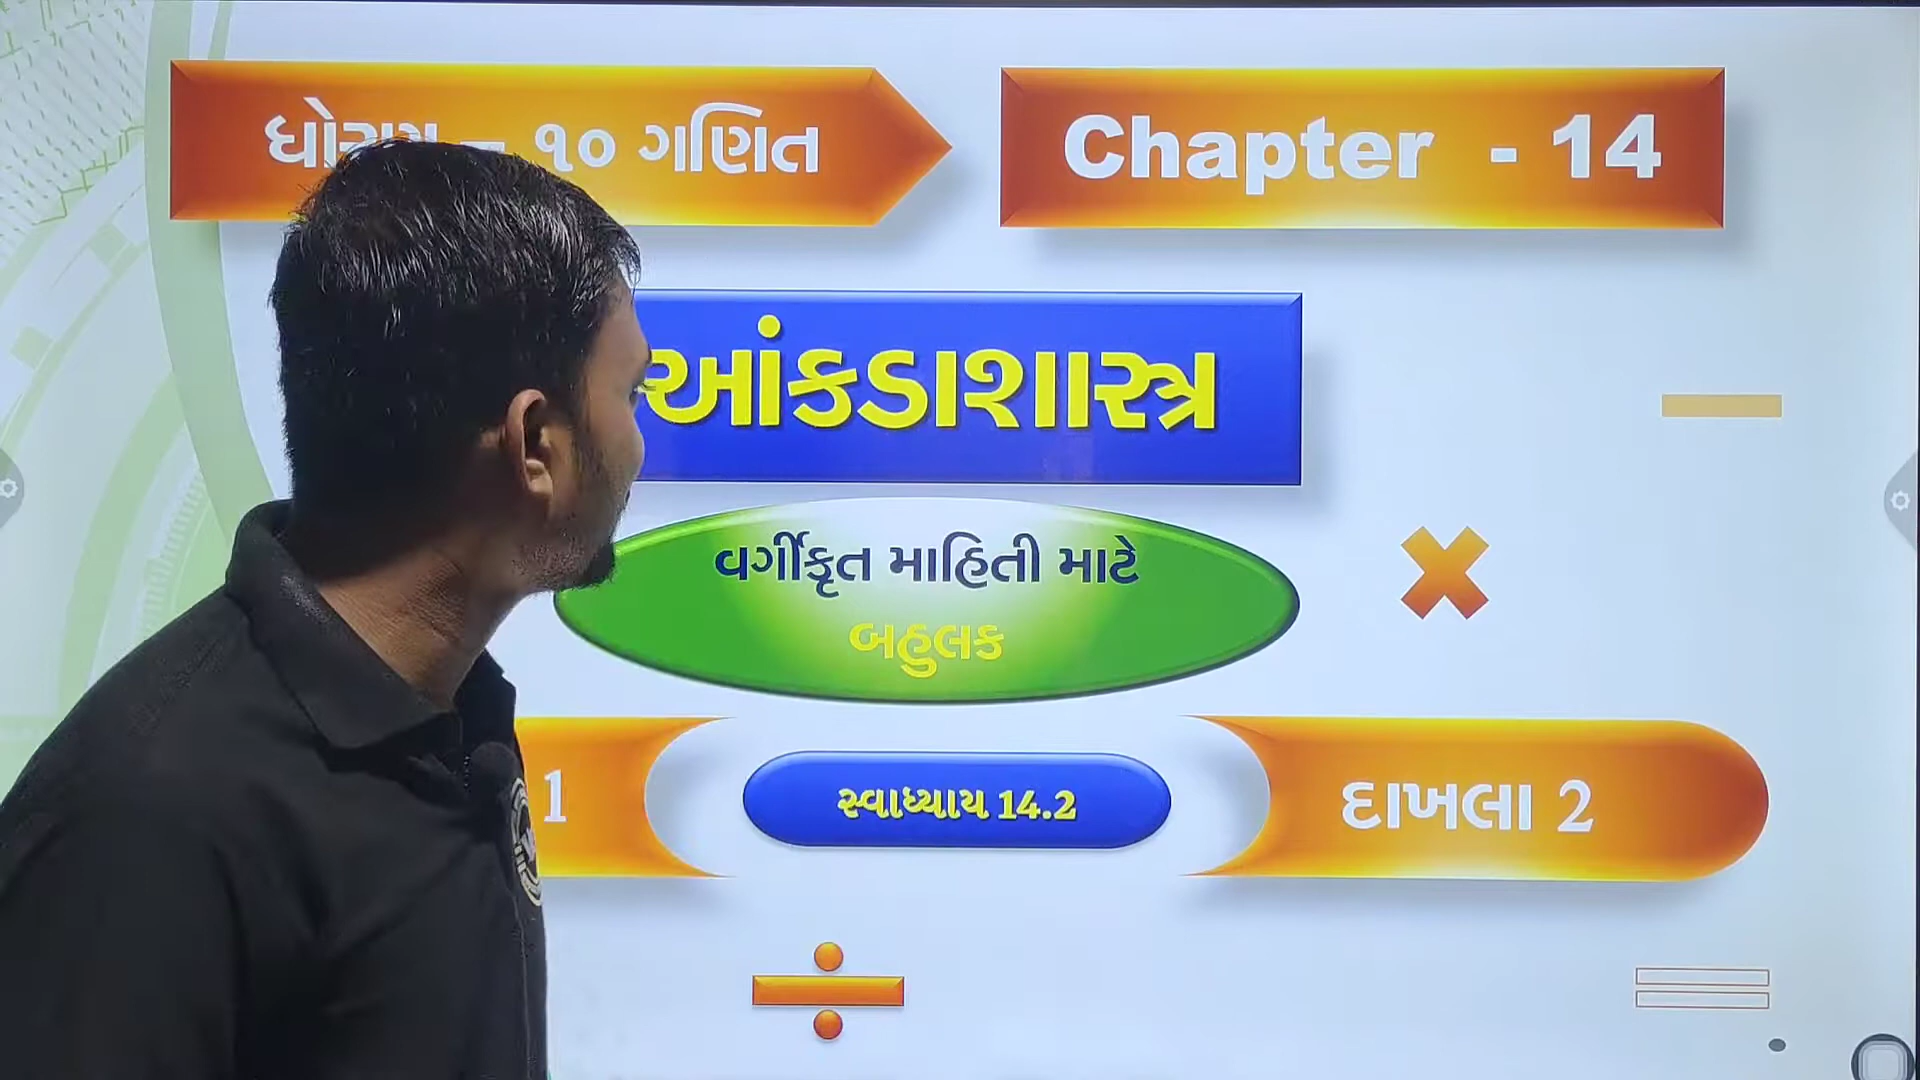 – ૧૦ ગણિત
Chapter - 14
આંકડાશાસ્ત્ર
વર્ગીકૃત માહિતી માટે
બહુલક
1
સ્વાધ્યાય 14.2
દાખલા 2